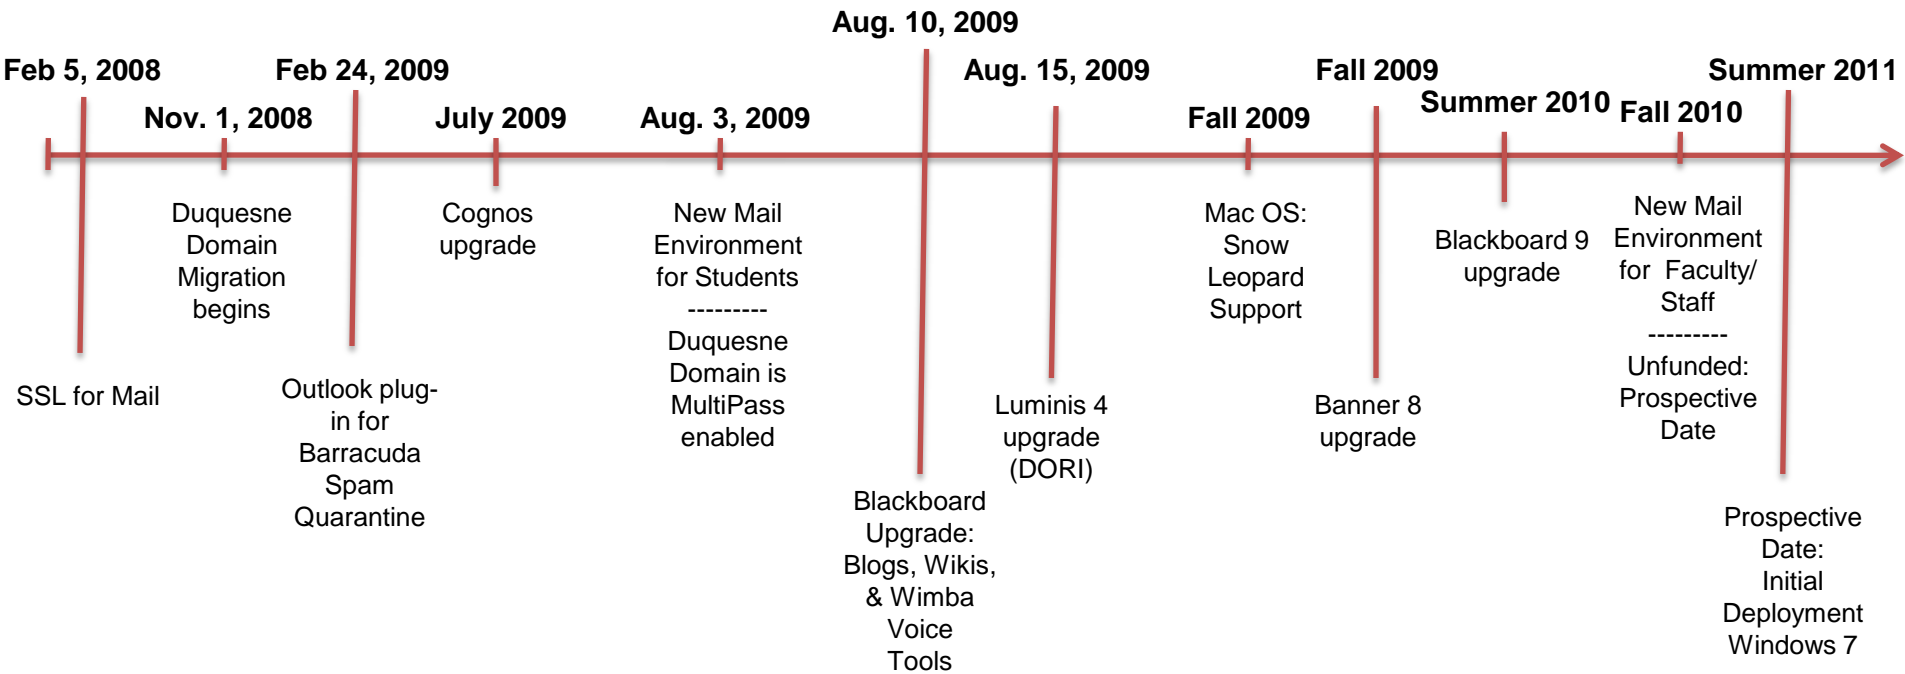 Feb 5, 2008
SSL for Mail
Nov. 1, 2008
Duquesne
Domain
Migration
begins
Feb 24, 2009
Outlook plug-
in for
Barracuda
Spam
Quarantine
July 2009
Cognos
upgrade
Aug. 3, 2009
New Mail
Environment
for Students
---------
Duquesne
Domain is
MultiPass
enabled
Aug. 10, 2009
Blackboard
Upgrade:
Blogs, Wikis,
& Wimba
Voice
Tools
Aug. 15, 2009
Luminis 4
upgrade
(DORI)
Fall 2009
Mac OS:
Snow
Leopard
Support
Fall 2009
Banner 8
upgrade
Summer 2010
Blackboard 9
upgrade
Fall 2010
New Mail
Environment
for Faculty/
Staff
---------
Unfunded:
Prospective
Date
Summer 2011
Prospective
Date:
Initial
Deployment
Windows 7